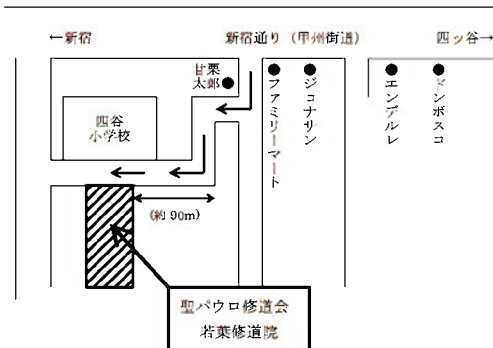 ←新宿
新宿通り（甲州街道）
四ッ谷→
甘栗
太郎
ファミリーマート
ジョナサン
エンデルレ
ドンボスコ
四谷
小学校
(約 90m)
聖パウロ修道会
若葉修道院